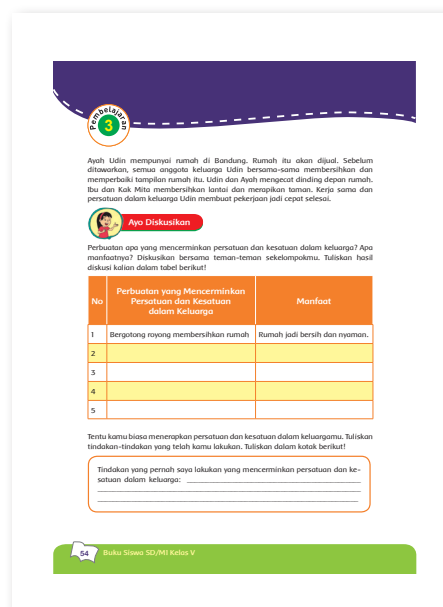 Pembelajaran
3
Ayah Udin mempunyai rumah di Bandung. Rumah itu akan dijual. Sebelum
ditawarkan, semua anggota keluarga Udin bersama-sama membersihkan dan
memperbaiki tampilan rumah itu. Udin dan Ayah mengecat dinding depan rumah.
Ibu dan Kak Mita membersihkan lantai dan merapikan taman. Kerja sama dan
persatuan dalam keluarga Udin membuat pekerjaan jadi cepat selesai.
Ayo Diskusikan
Perbuatan apa yang mencerminkan persatuan dan kesatuan dalam keluarga? Apa
manfaatnya? Diskusikan bersama teman-teman sekelompokmu. Tuliskan hasil
diskusi kalian dalam tabel berikut!
No
Perbuatan yang Mencerminkan
Persatuan dan Kesatuan
dalam Keluarga
Manfaat
1 Bergotong royong membersihkan rumah Rumah jadi bersih dan nyaman.
2
3
4
5
Tentu kamu biasa menerapkan persatuan dan kesatuan dalam keluargamu. Tuliskan
tindakan-tindakan yang telah kamu lakukan. Tuliskan dalam kotak berikut!
Tindakan yang pernah saya lakukan yang mencerminkan persatuan dan ke-
satuan dalam keluarga:
54 Buku Siswa SD/MI Kelas V